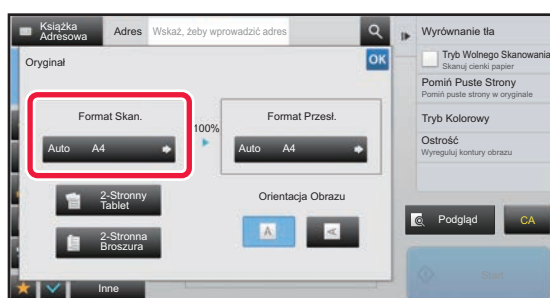 Książka
Adresowa
Adres
Wskaż, żeby wprowadzić adres
Oryginał
OK
Format Skan.
100%
Format Przesł.
Auto A4
Auto A4
2-Stronny
Tablet
Orientacja Obrazu
2-Stronna
Broszura
A
A
Inne
Wyrównanie tła
Tryb Wolnego Skanowania
Skanuj cienki papier
Pomiń Puste Strony
Pomiń puste strony w oryginale
Tryb Kolorowy
Ostrość
Wyreguluj kontury obrazu
Podgląd
CA
Start